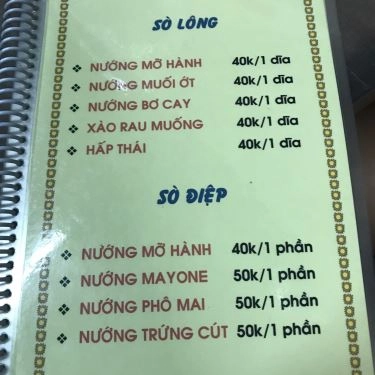 SÒ LÔNG
NƯỚNG MỠ HÀNH 40k/1 dĩa
NƯỚNG MUỐI ỚT 40k/1 dĩa
NƯỚNG BƠ CAY 40k/1 dĩa
XÀO RAU MUỐNG 40k/1 dĩa
HẤP THÁI 40k/1 dĩa
SÒ ĐIỆP
NƯỚNG MỠ HÀNH 40k/1 phần
NƯỚNG MAYONE 50k/1 phần
NƯỚNG PHÔ MAI 50k/1 phần
NƯỚNG TRỨNG CÚT 50k/1 phần